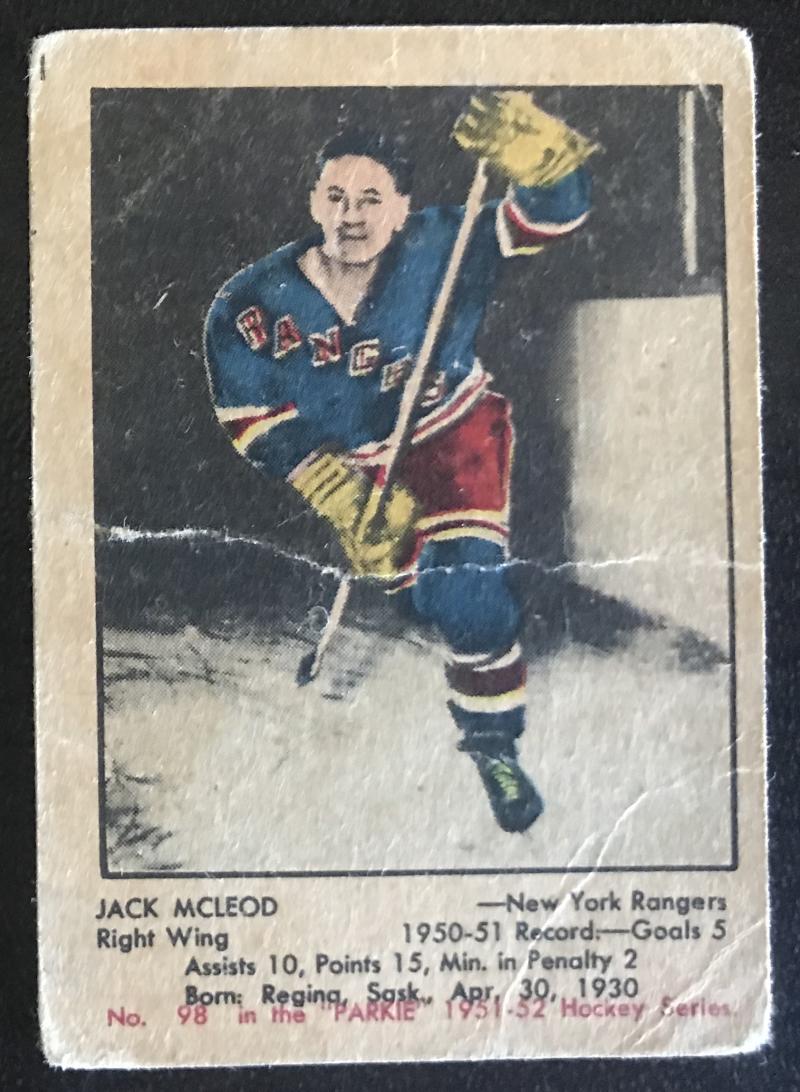 RANGERS
JACK MCLEOD —New York Rangers
Right Wing 1950-51 Record:—Goals 5
Assists 10, Points 15, Min. in Penalty 2
Born: Regina, Sask., Apr. 30, 1930
No. 98 in the "PARKIE" 1951-52 Hockey Series.